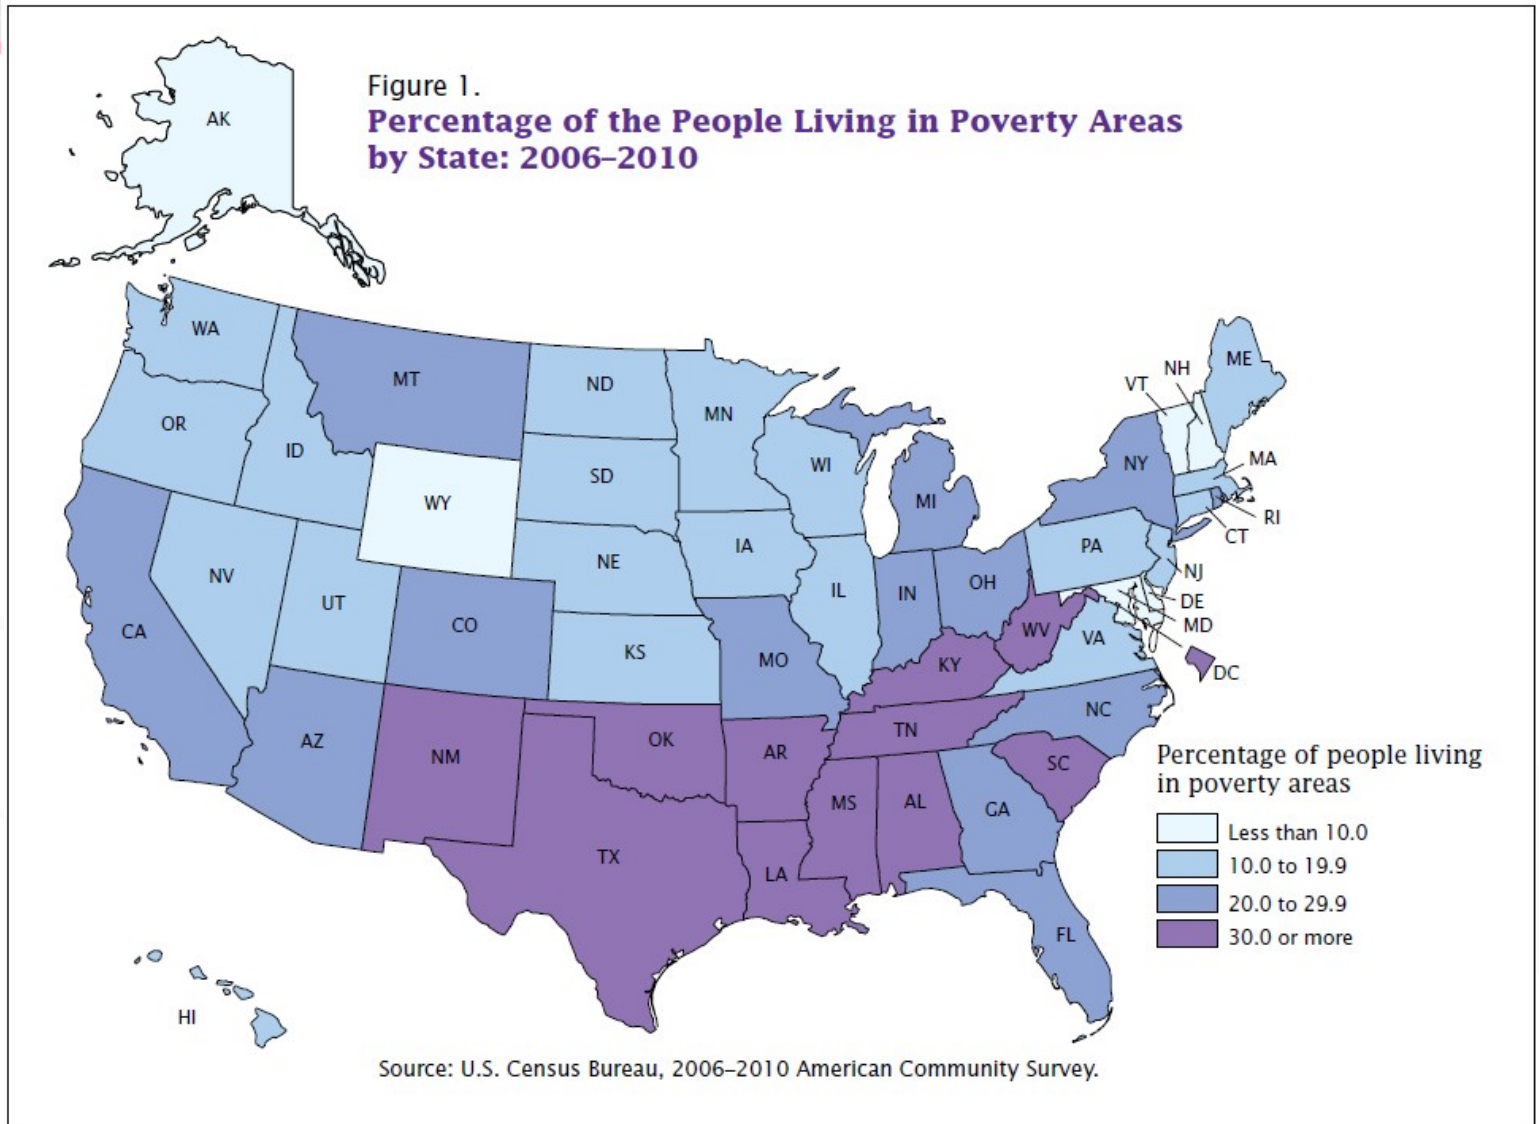 Figure 1.
Percentage of the People Living in Poverty Areas
by State: 2006–2010
AK
WA
MT
ND
MN
ME
NH
VT
OR
ID
WI
NY
MA
SD
MI
WY
RI
CT
IA
PA
NE
NV
OH
NJ
IL
IN
UT
DE
CO
MD
CA
WV
VA
KS
MO
KY
DC
NC
AZ
TN
OK
NM
AR
SC
Percentage of people living
in poverty areas
MS
AL
GA
Less than 10.0
TX
10.0 to 19.9
LA
20.0 to 29.9
FL
30.0 or more
HI
Source: U.S. Census Bureau, 2006–2010 American Community Survey.